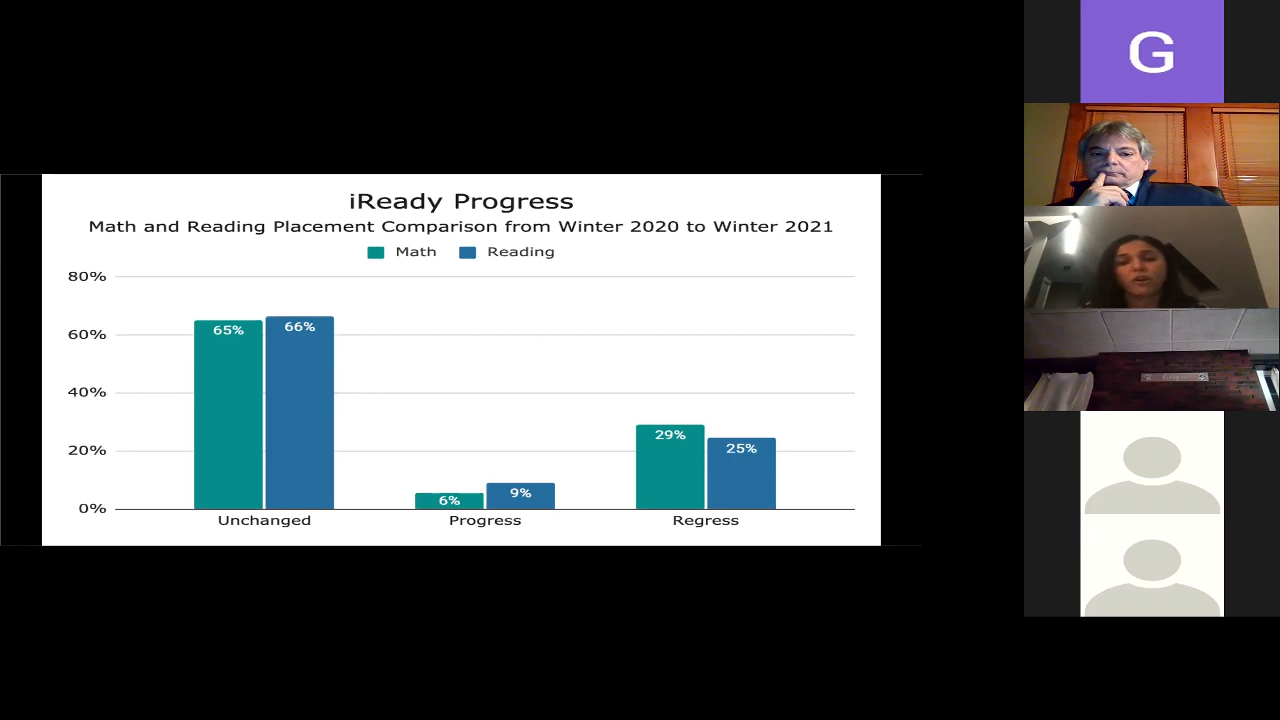 iReady Progress
Math and Reading Placement Comparison from Winter 2020 to Winter 2021
Math Reading
80%
60%
40%
20%
0%
65% 66%
6% 9%
29% 25%
Unchanged Progress Regress
G